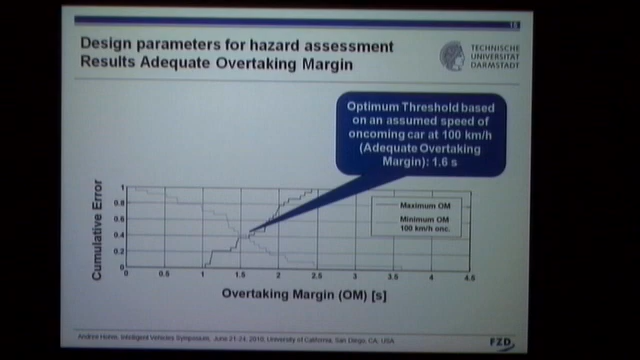 15
Design parameters for hazard assessment
Results Adequate Overtaking Margin
TECHNISCHE
UNIVERSITÄT
DARMSTADT
Optimum Threshold based
on an assumed speed of
oncoming car at 100 km/h
(Adequate Overtaking
Margin): 1.6 s
Cumulative Error
1
0.8
0.6
0.4
0.2
0
0 0.5 1 1.5 2 2.5 3 3.5 4 4.5
Maximum OM
Minimum OM
100 km/h onc.
Overtaking Margin (OM) [s]
Intelligent Vehicles Symposium, June 21-24, 2010, University of California, San Diego, CA, USA
FZD